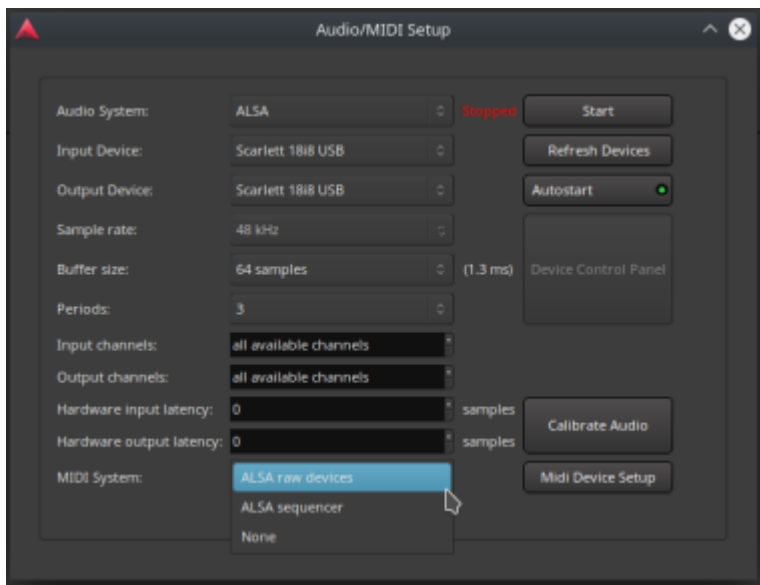 Audio/MIDI Setup
Audio System: ALSA Stopped Start
Input Device: Scarlett 18i8 USB Refresh Devices
Output Device: Scarlett 18i8 USB Autostart
Sample rate: 48 kHz
Buffer size: 64 samples (1.3 ms) Device Control Panel
Periods: 3
Input channels: all available channels
Output channels: all available channels
Hardware input latency: 0 samples
Calibrate Audio
Hardware output latency: 0 samples
MIDI System: ALSA raw devices Midi Device Setup
ALSA sequencer
None